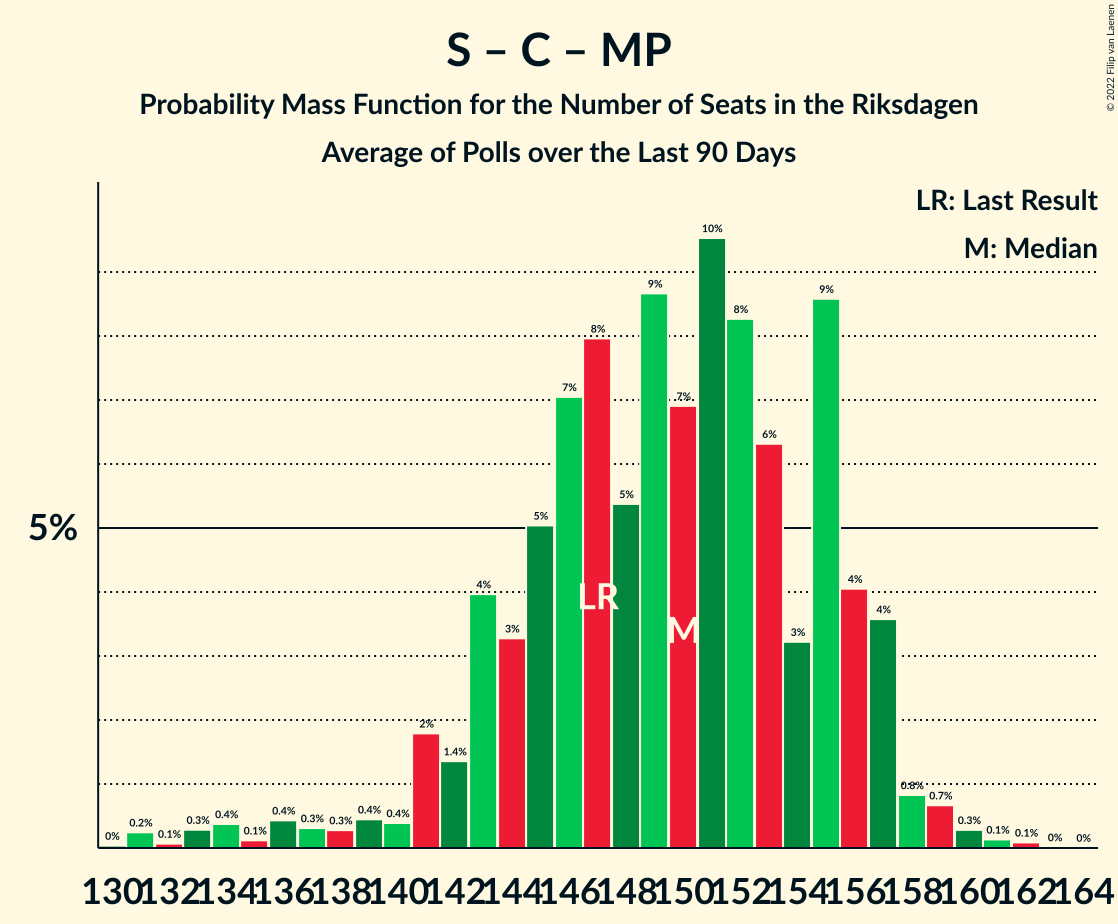 S – C – MP
Probability Mass Function for the Number of Seats in the Riksdagen
Average of Polls over the Last 90 Days
© 2022 Filip van Laenen
LR: Last Result
M: Median
5%
0% 0.2% 0.1% 0.3% 0.4% 0.1% 0.4% 0.3% 0.3% 0.4% 0.4% 2% 1.4% 4% 3% 5% 7% 8% 5% 9% 7% 10% 8% 6% 3% 9% 4% 4% 0.8% 0.7% 0.3% 0.1% 0.1% 0% 0%
LR
M
130 132 134 136 138 140 142 144 146 148 150 152 154 156 158 160 162 164